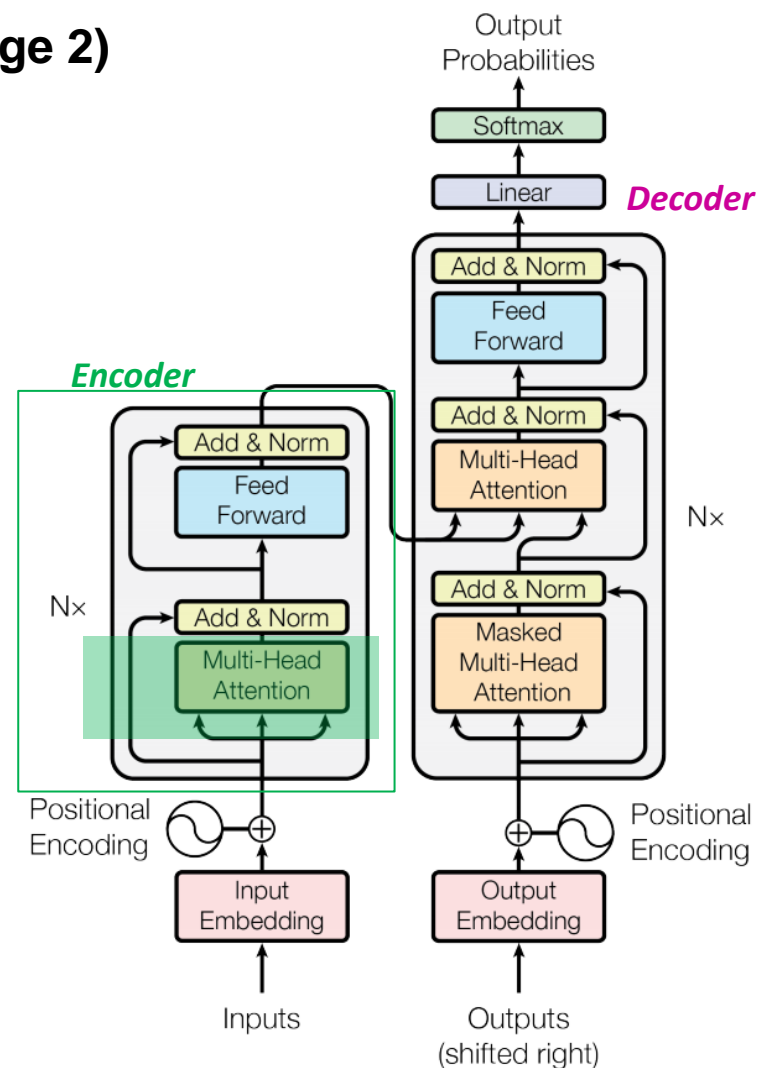 ge 2)
Output
Probabilities
Softmax
Linear
Decoder
Add & Norm
Feed
Forward
Add & Norm
Multi-Head
Attention
Nx
Add & Norm
Masked
Multi-Head
Attention
Encoder
Add & Norm
Feed
Forward
Nx
Add & Norm
Multi-Head
Attention
Positional
Encoding
Input
Embedding
Inputs
Positional
Encoding
Output
Embedding
Outputs
(shifted right)